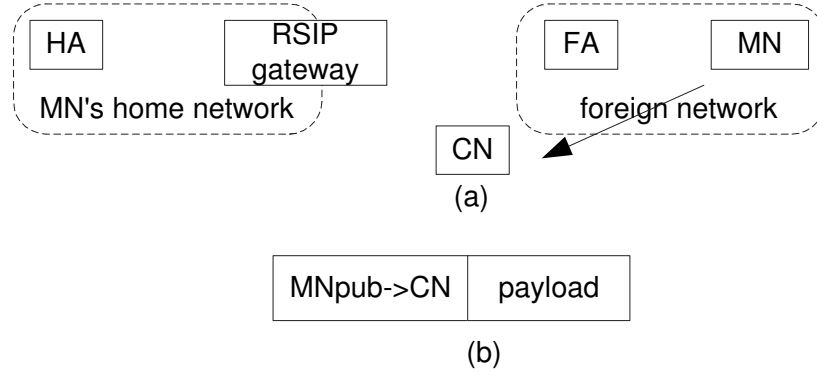 HA
RSIP
gateway
FA
MN
MN's home network
foreign network
CN
(a)
MNpub->CN
payload
(b)